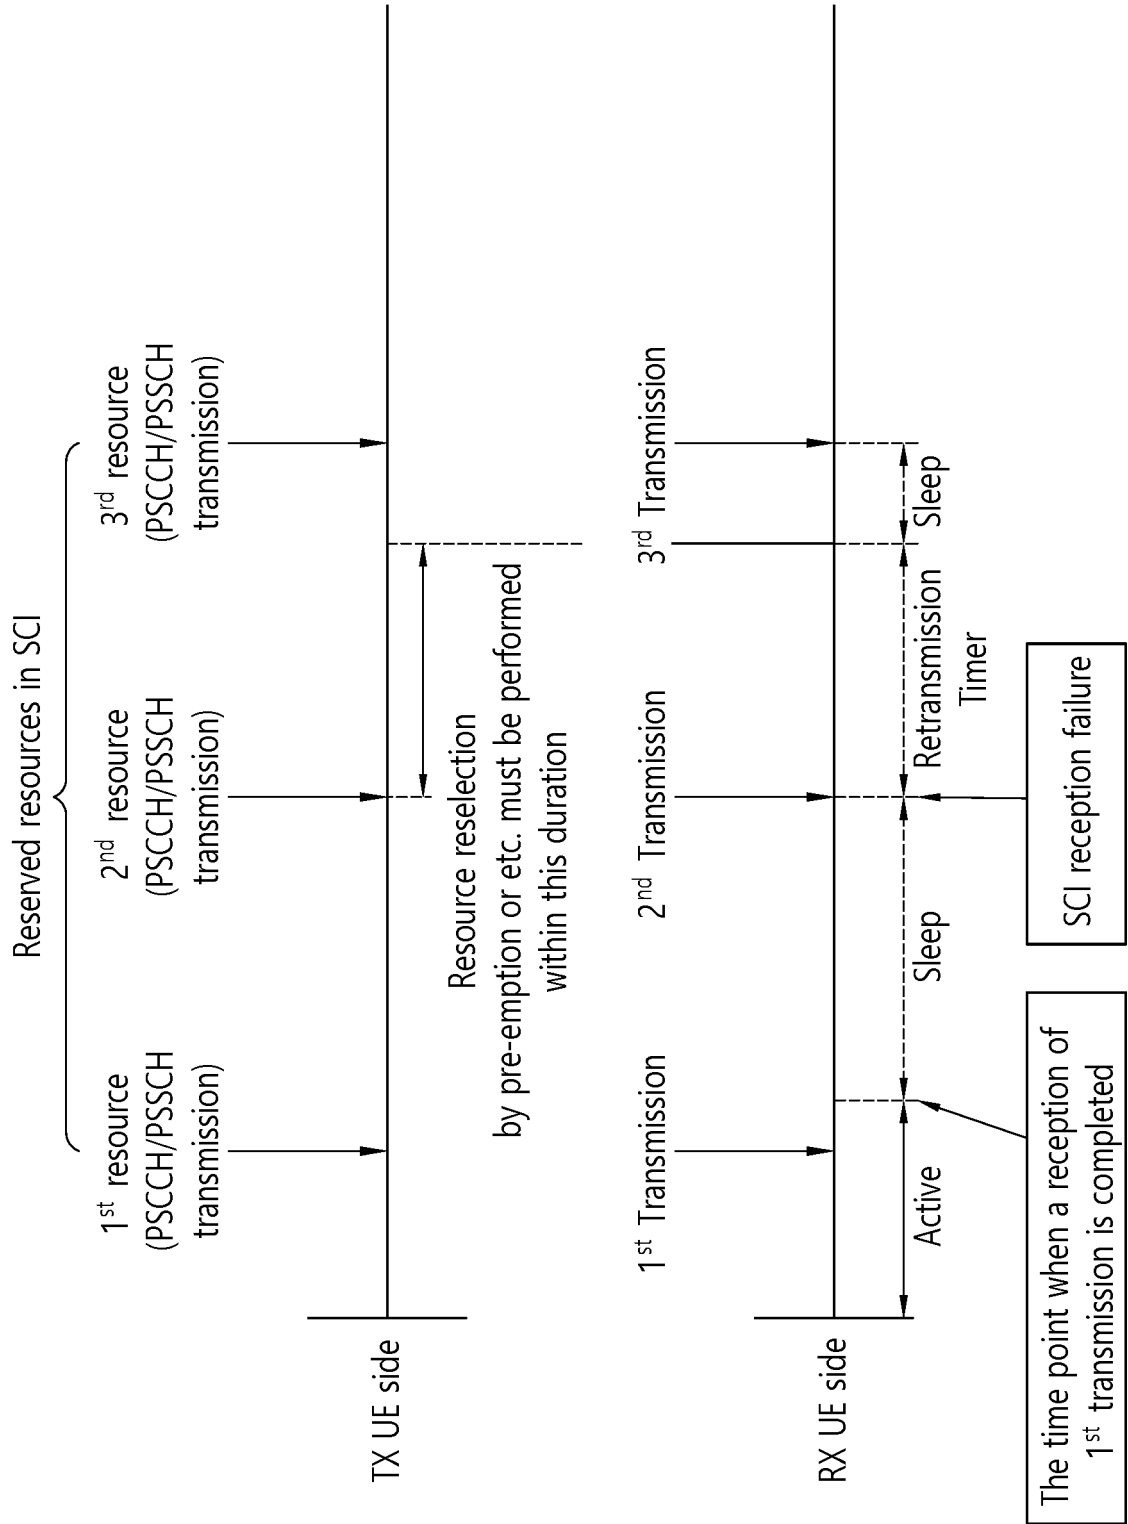 Reserved resources in SCI
1st resource
(PSCCH/PSSCH
transmission)
2nd resource
(PSCCH/PSSCH
transmission)
3rd resource
(PSCCH/PSSCH
transmission)
TX UE side
Resource reselection
by pre-emption or etc. must be performed
within this duration
1st Transmission
2nd Transmission
3rd Transmission
RX UE side
Active
Sleep
Retransmission
Timer
Sleep
The time point when a reception of
1st transmission is completed
SCI reception failure